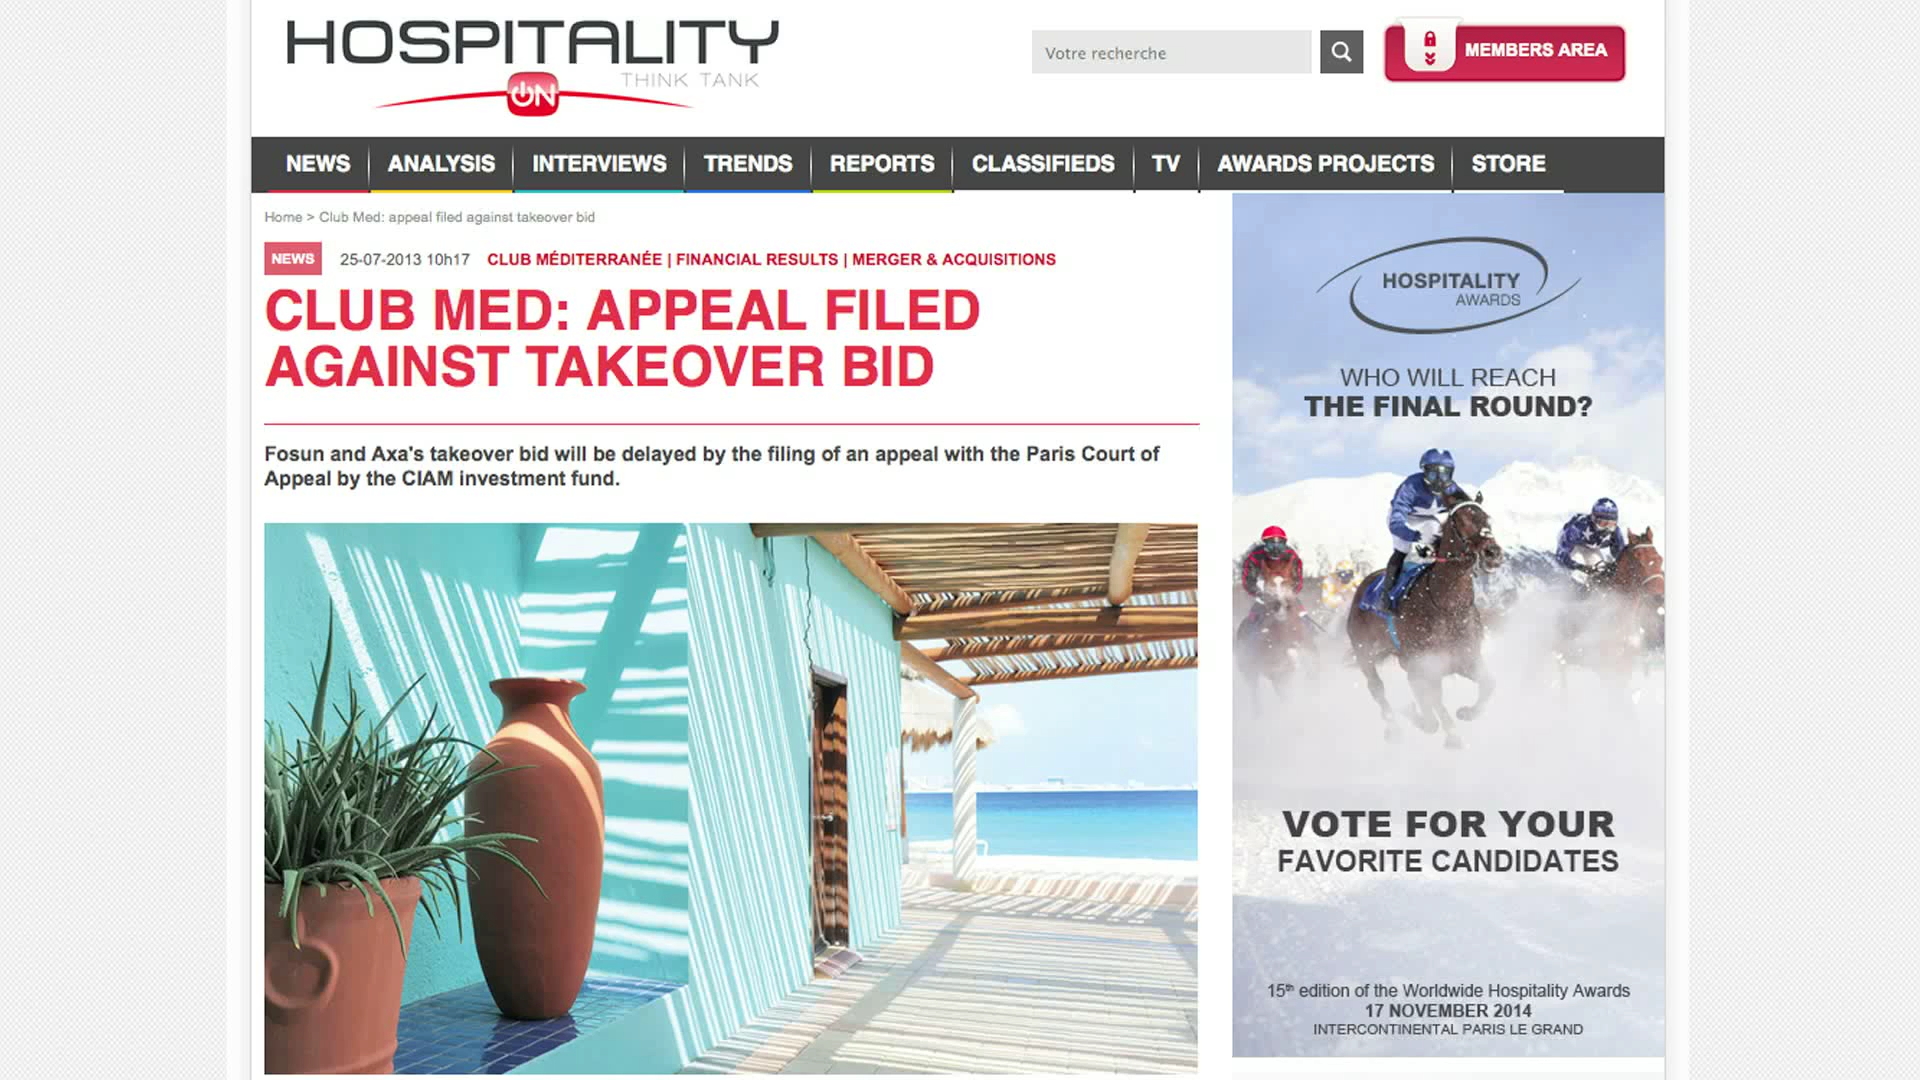 HOSPITALITY
THINK TANK
ON
Votre recherche
MEMBERS AREA
NEWS
ANALYSIS
INTERVIEWS
TRENDS
REPORTS
CLASSIFIEDS
TV
AWARDS PROJECTS
STORE
Home > Club Med: appeal filed against takeover bid
NEWS 25-07-2013 10h17 CLUB MÉDITERRANÉE | FINANCIAL RESULTS | MERGER & ACQUISITIONS
CLUB MED: APPEAL FILED
AGAINST TAKEOVER BID
Fosun and Axa's takeover bid will be delayed by the filing of an appeal with the Paris Court of
Appeal by the CIAM investment fund.
HOSPITALITY
AWARDS
WHO WILL REACH
THE FINAL ROUND?
VOTE FOR YOUR
FAVORITE CANDIDATES
15th edition of the Worldwide Hospitality Awards
17 NOVEMBER 2014
INTERCONTINENTAL PARIS LE GRAND